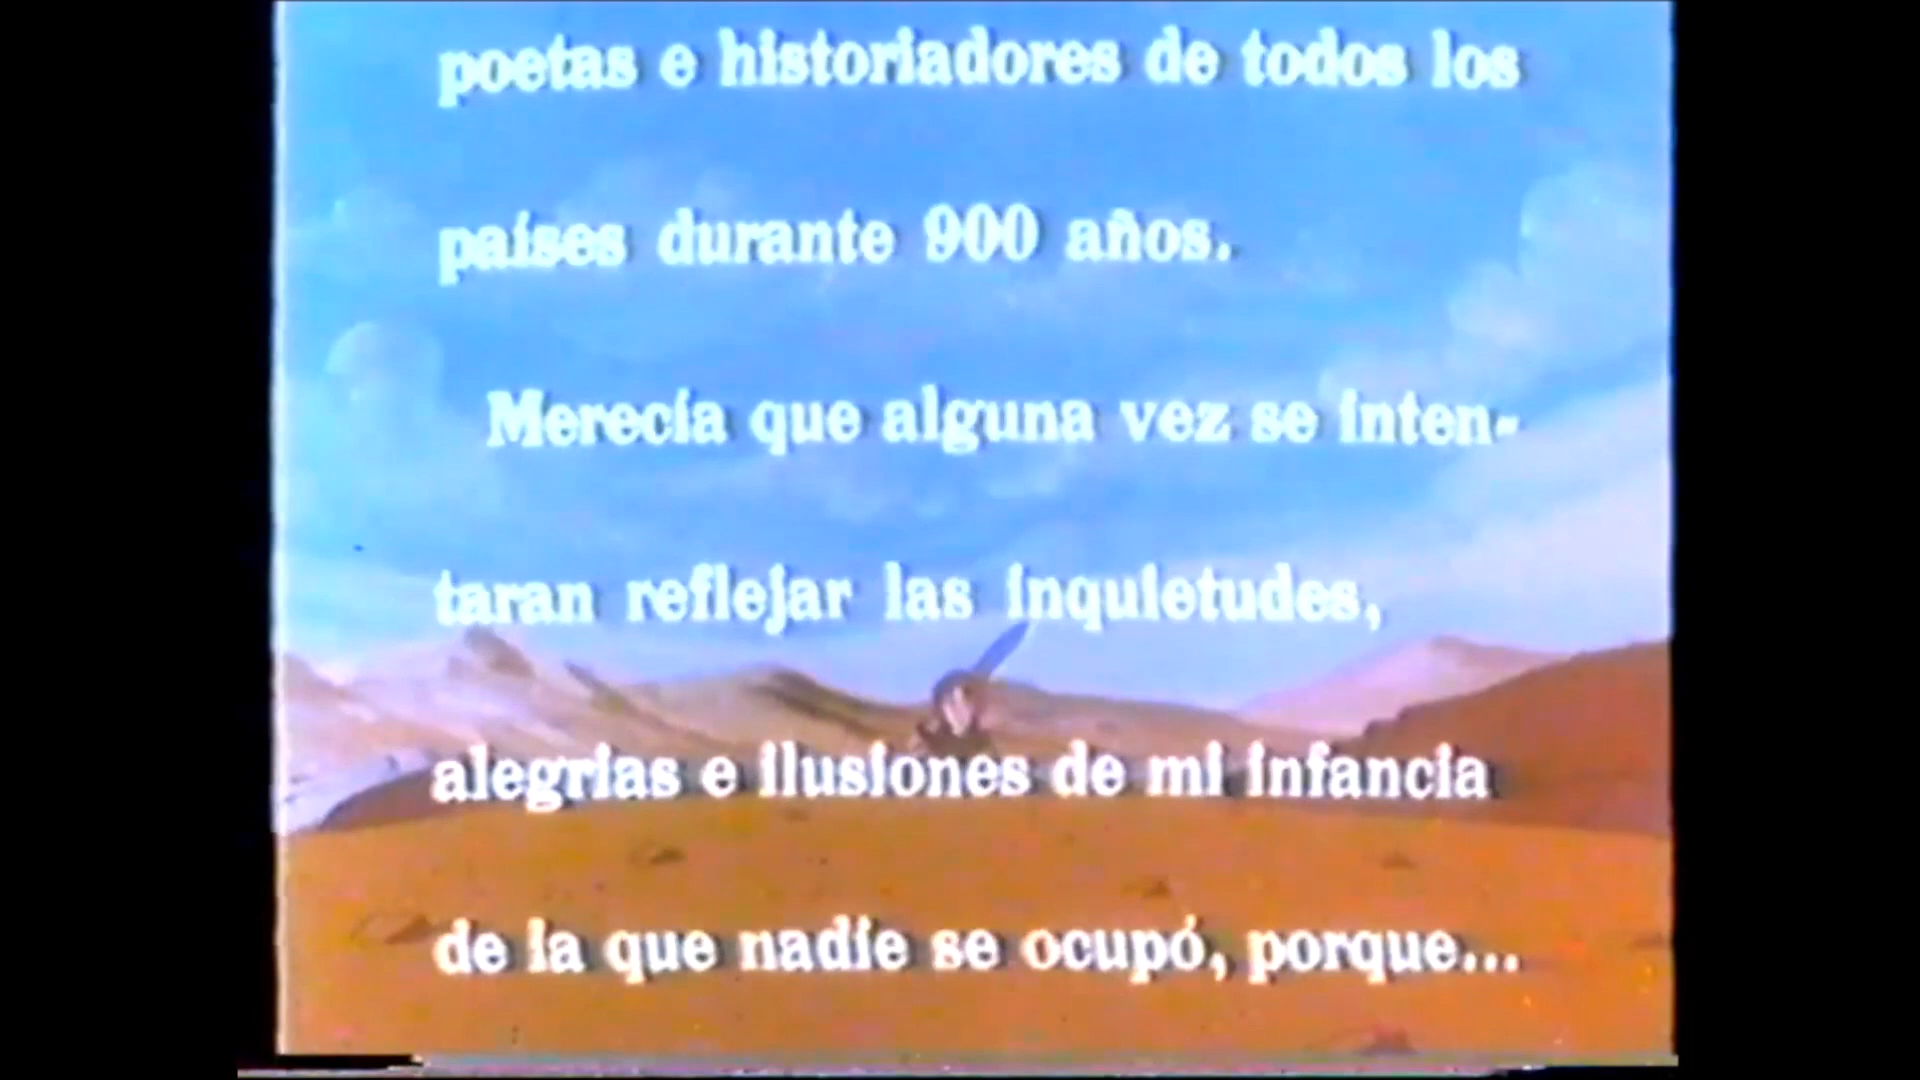 poetas e historiadores de todos los
países durante 900 años.
Merecía que alguna vez se inten-
taran reflejar las inquietudes,
alegrias e ilusiones de mi infancia
de la que nadie se ocupó, porque...